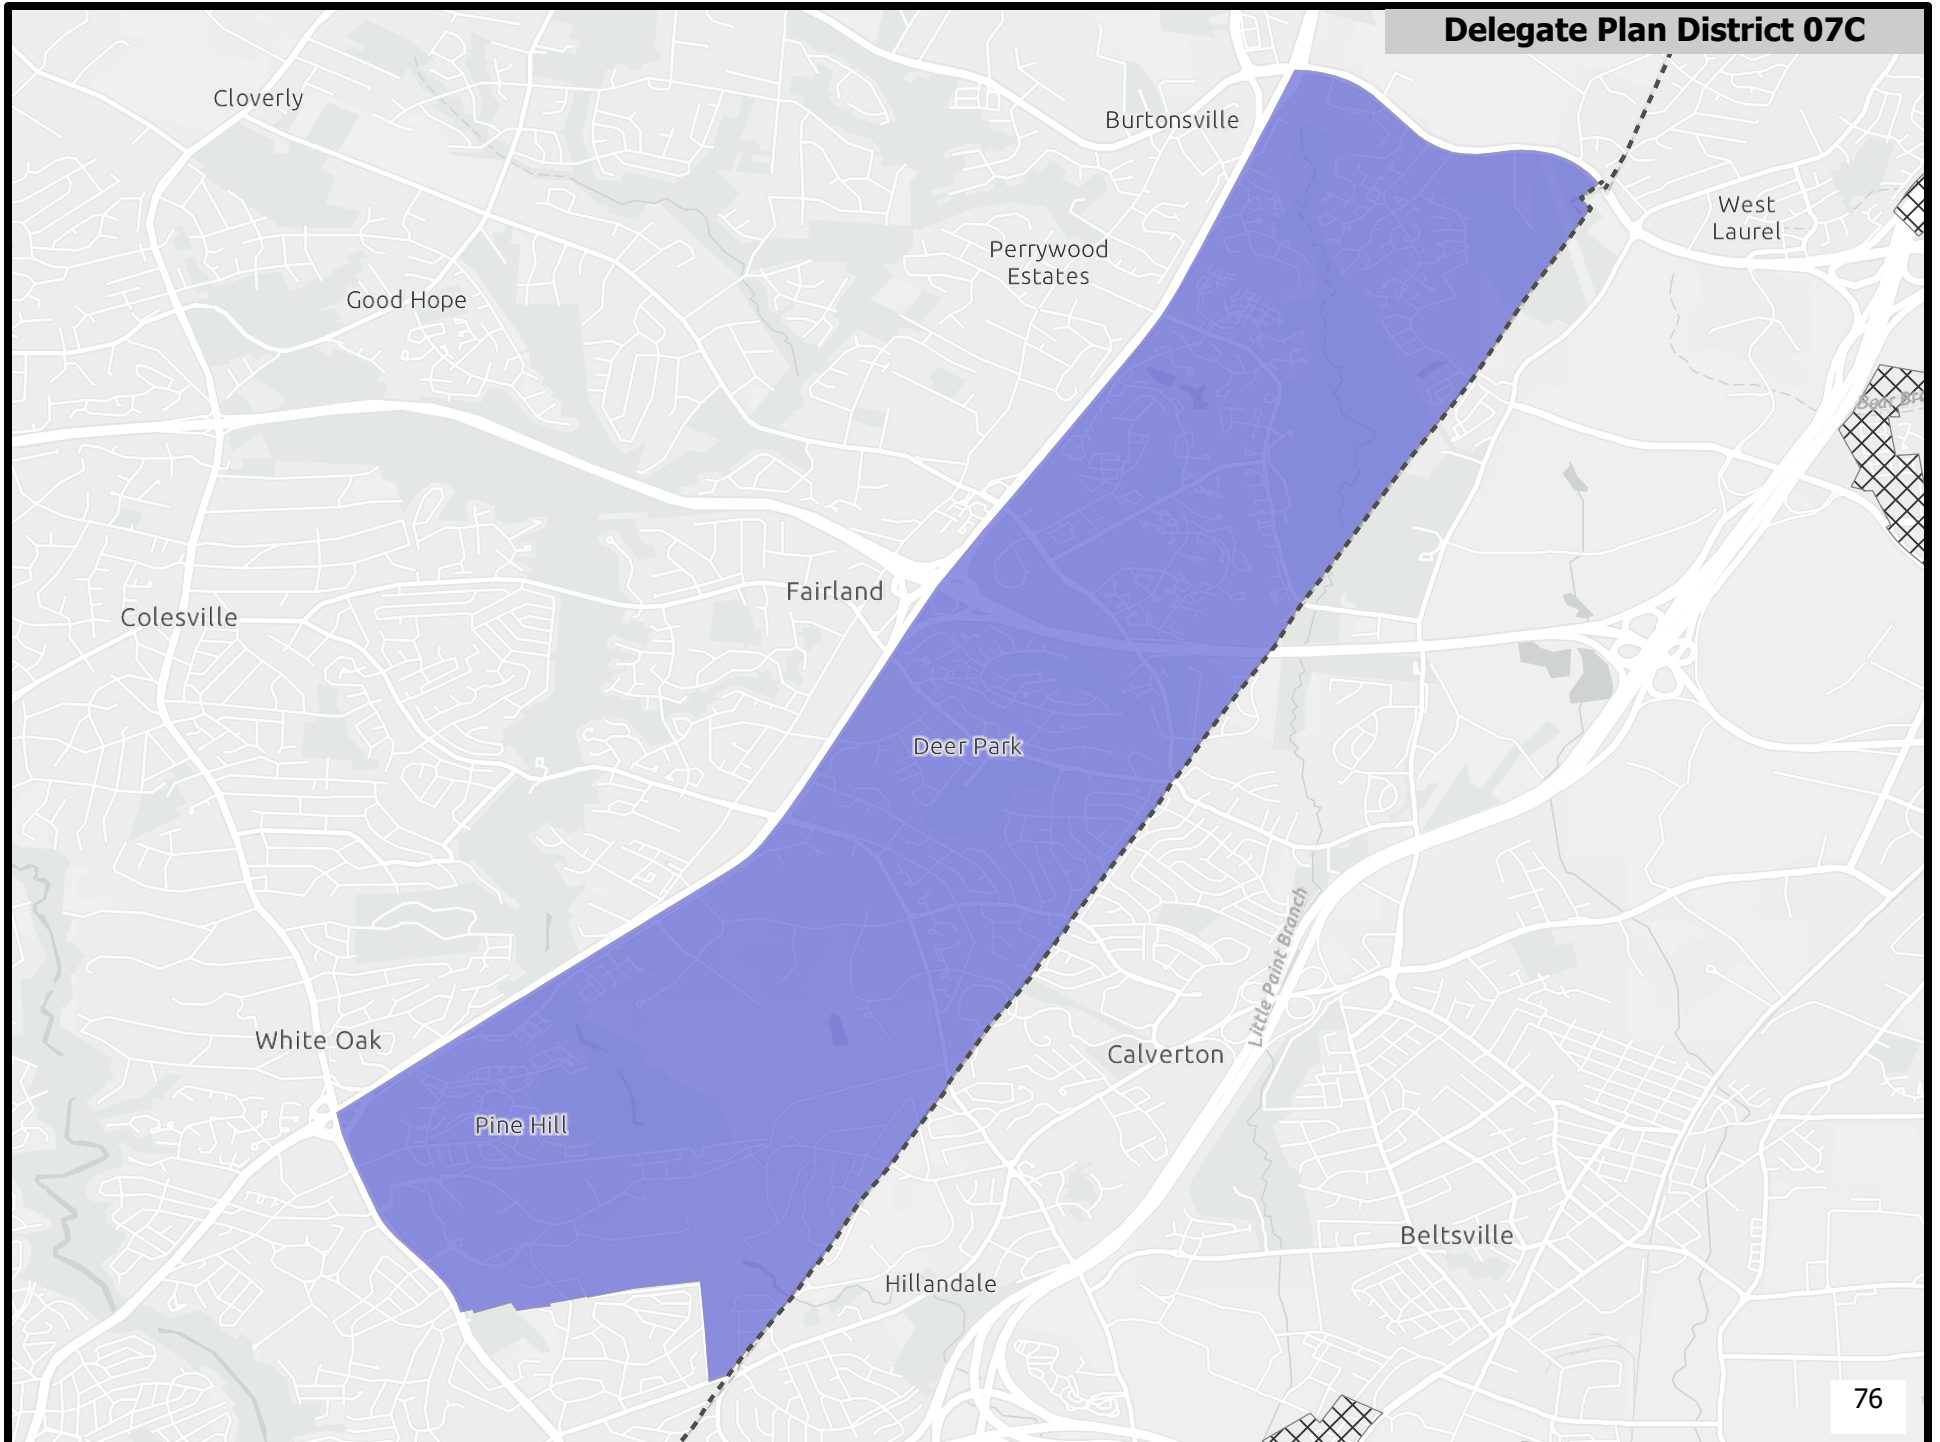 Delegate Plan District 07C
Cloverly
Burtonsville
West
Laurel
Perrywood
Estates
Good Hope
Fairland
Colesville
Deer Park
Little Paint Branch
White Oak
Calverton
Pine Hill
Beltsville
Hillandale
76